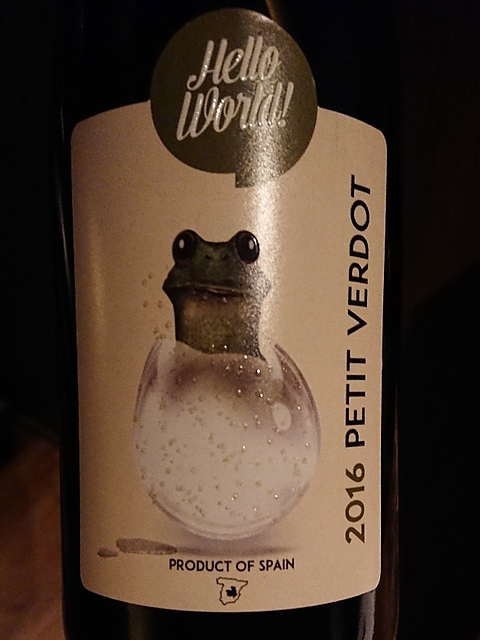 Hello
World!!
2016 PETIT VERDOT
PRODUCT OF SPAIN